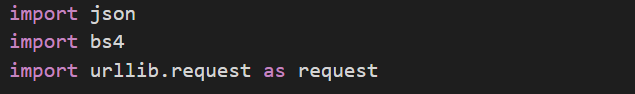 import json
import bs4
import urllib.request as request